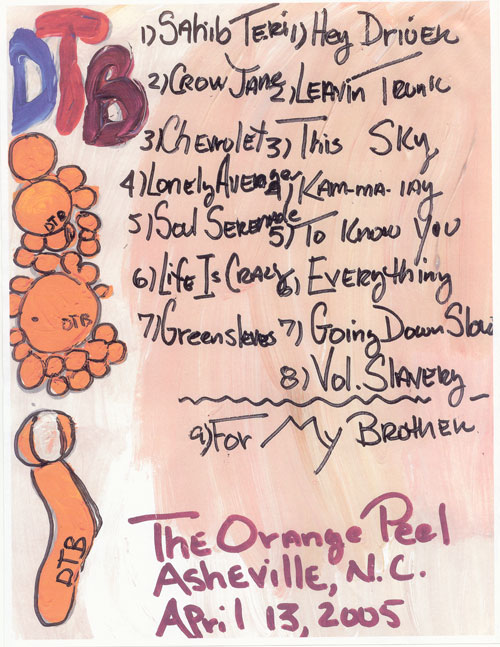 DTB
1) Sahib Teri
2) Crow Jane
3) Chevrolet
4) Lonely Avenue
5) Soul Serenade
6) Life Is Crazy
7) Greensleves
1) Hey Driver
2) Leavin Trunk
3) This Sky
4) Kam-ma-lay
5) To Know You
6) Everything
7) Going Down Slow
8) Vol. Slavery
9) For My Brother
DTB
DTB
DTB
The Orange Peel
Asheville, N.C.
April 13, 2005